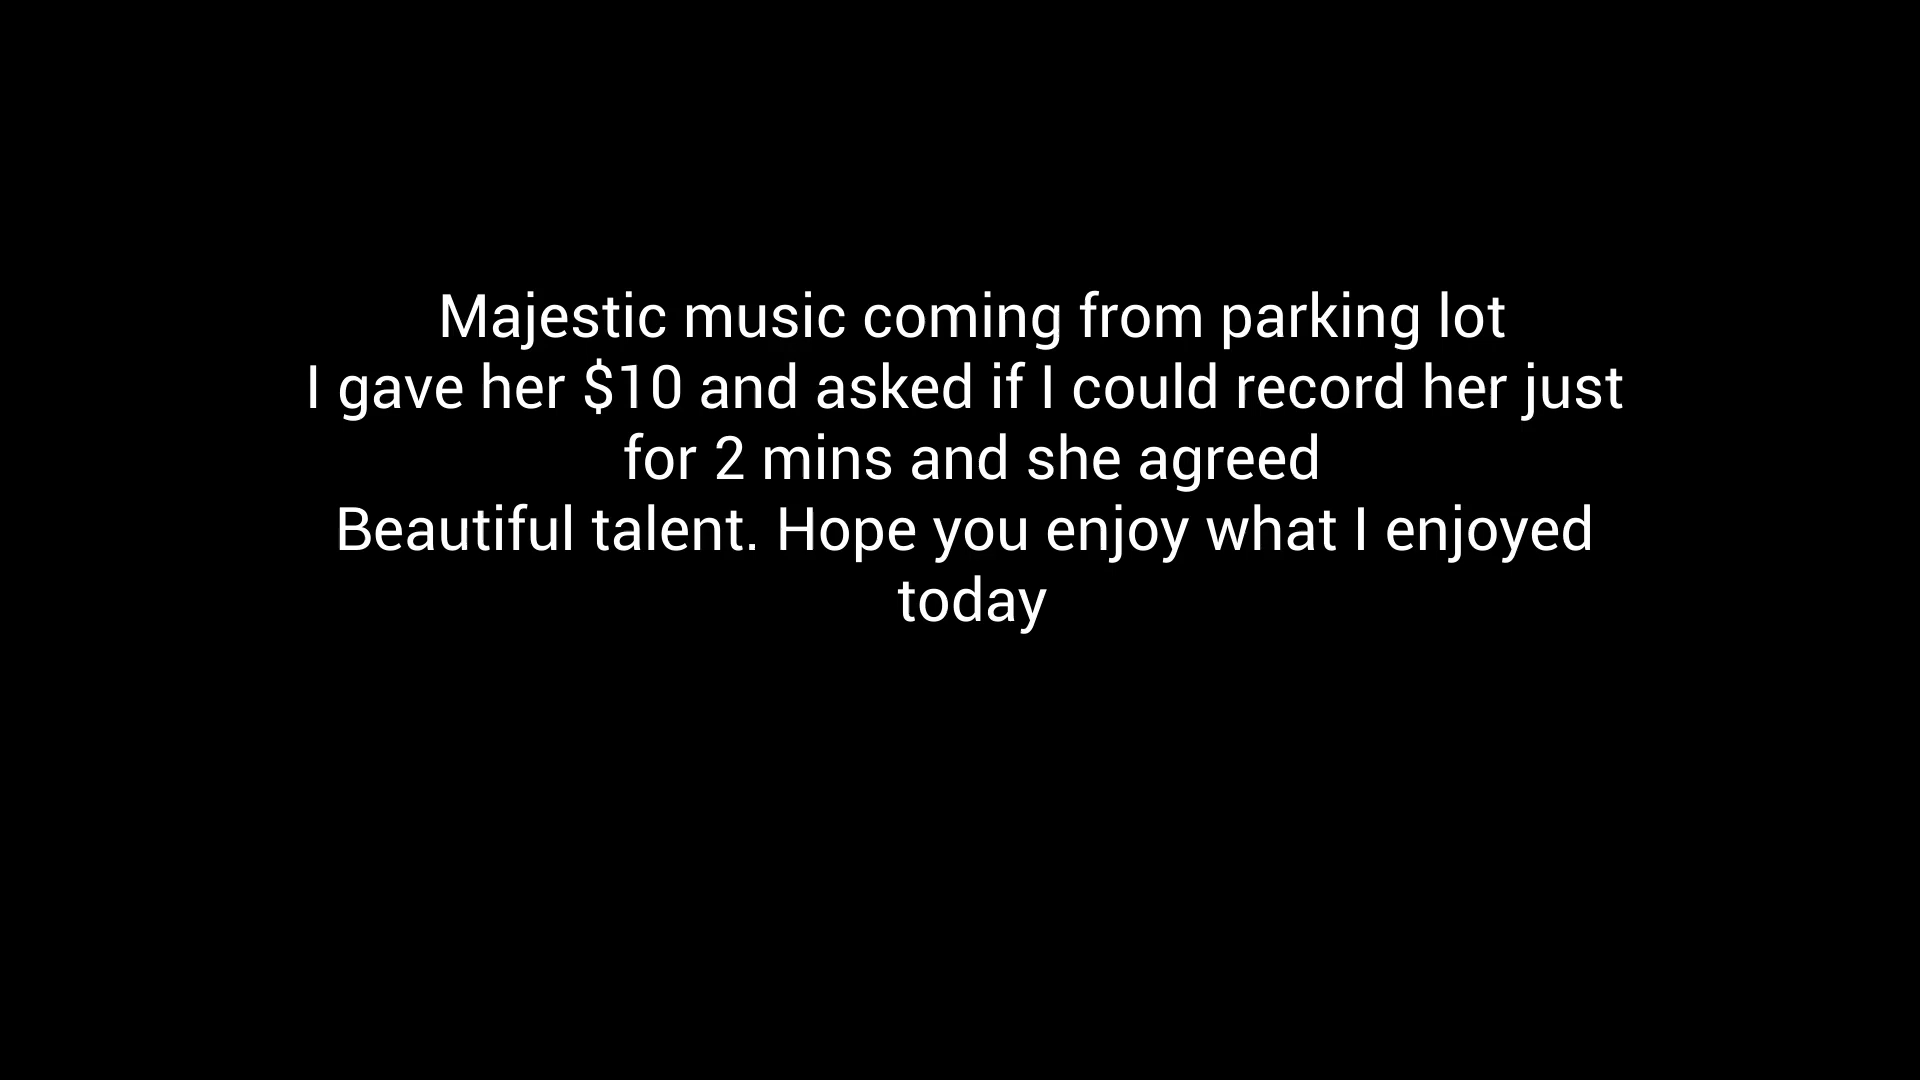 Majestic music coming from parking lot
I gave her $10 and asked if I could record her just
for 2 mins and she agreed
Beautiful talent. Hope you enjoy what I enjoyed
today